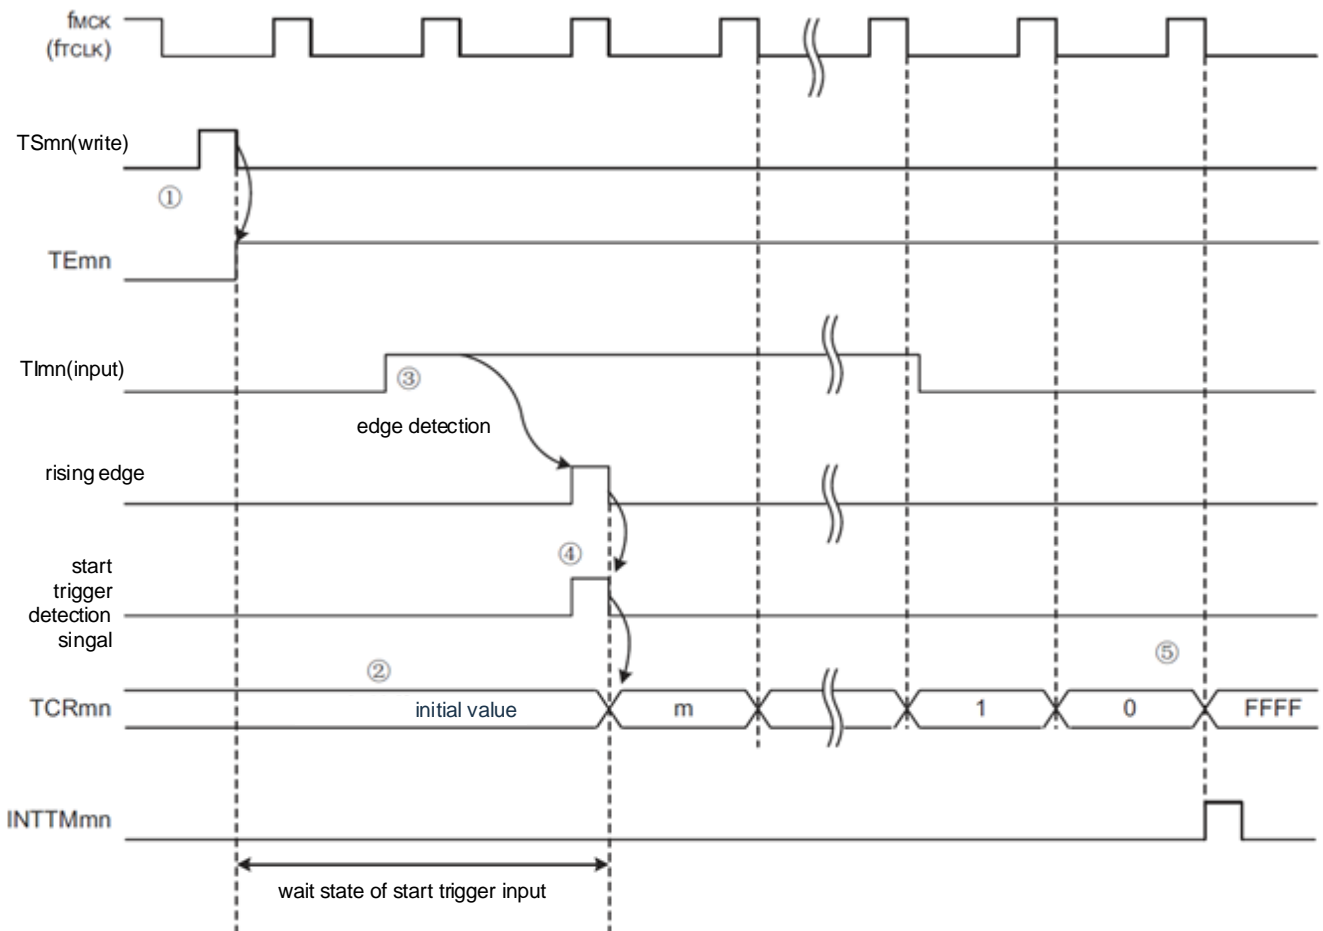 fMCK
(fTCLK)
TSmn(write)
①
TEmn
TImn(input)
③
edge detection
rising edge
④
start
trigger
detection
singal
②
⑤
TCRmn
initial value
m
1
0
FFFF
INTTMmn
wait state of start trigger input